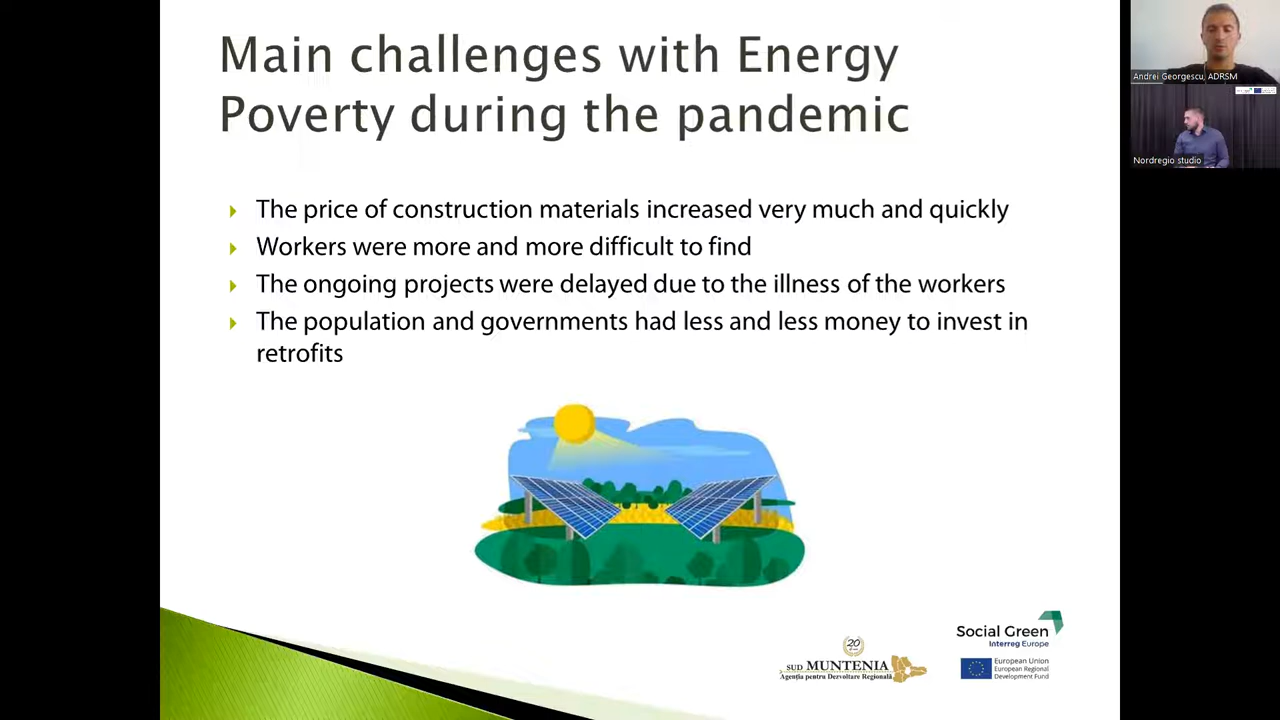 Main challenges with Energy
Poverty during the pandemic
The price of construction materials increased very much and quickly
Workers were more and more difficult to find
The ongoing projects were delayed due to the illness of the workers
The population and governments had less and less money to invest in
retrofits
20
SUD MUNTENIA
Agenția pentru Dezvoltare Regională
Social Green
Interreg Europe
European Union
European Regional
Development Fund
Andrei Georgescu, ADRSM
Nordregio studio